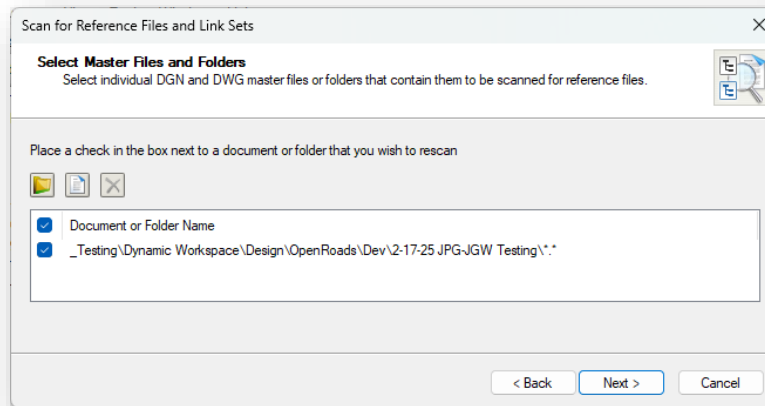 Scan for Reference Files and Link Sets
Select Master Files and Folders
Select individual DGN and DWG master files or folders that contain them to be scanned for reference files.
Place a check in the box next to a document or folder that you wish to rescan
Document or Folder Name
_Testing\Dynamic Workspace\Design\OpenRoads\Dev\2-17-25 JPG-JGW Testing\*.*
< Back Next > Cancel